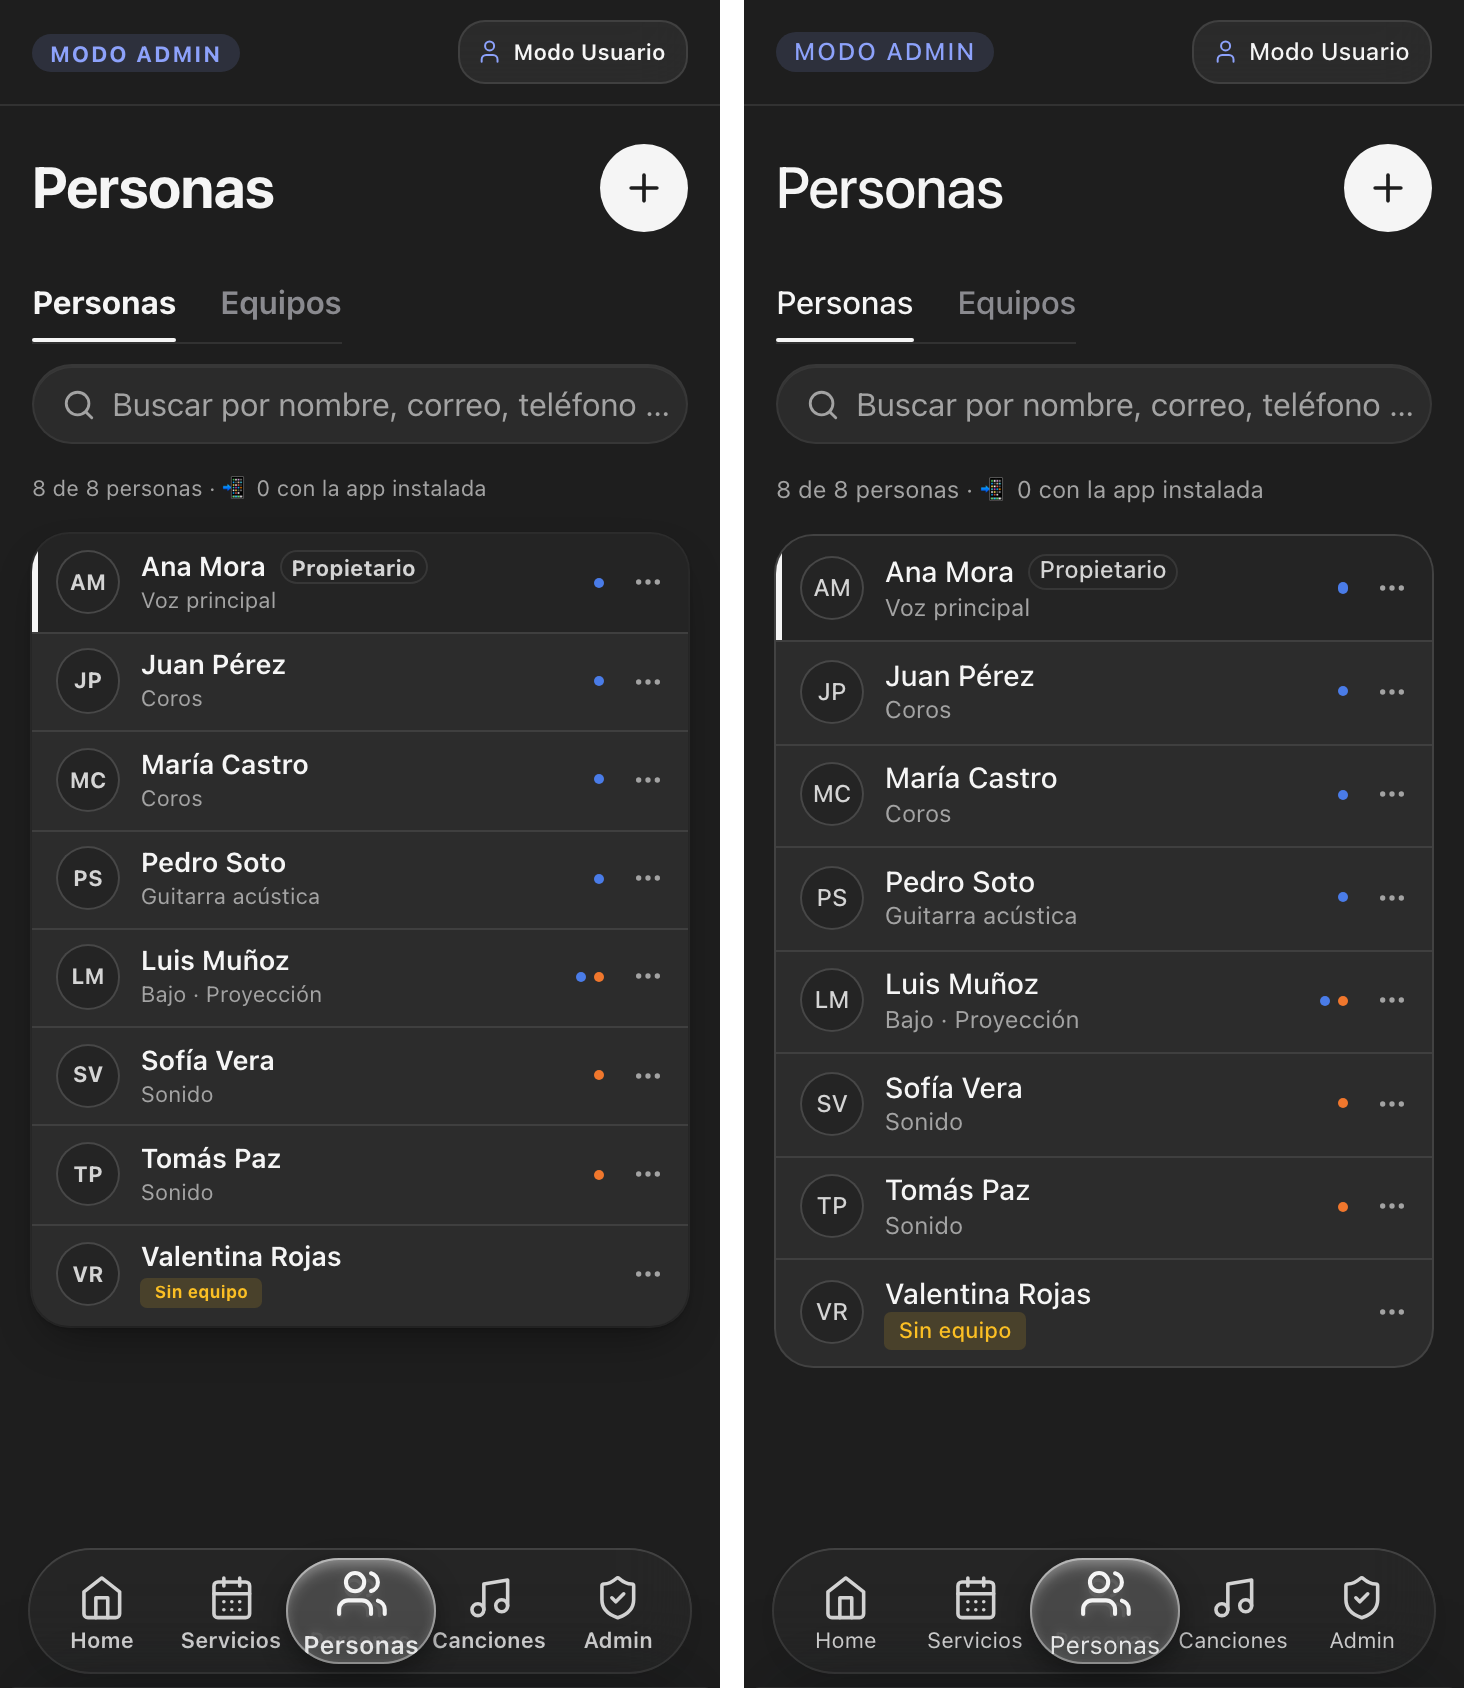 MODO ADMIN
Modo Usuario
Personas
Personas Equipos
Buscar por nombre, correo, teléfono ...
8 de 8 personas · 📲 0 con la app instalada
AM Ana Mora Propietario
Voz principal
JP Juan Pérez
Coros
MC María Castro
Coros
PS Pedro Soto
Guitarra acústica
LM Luis Muñoz
Bajo · Proyección
SV Sofía Vera
Sonido
TP Tomás Paz
Sonido
VR Valentina Rojas
Sin equipo
Home Servicios Personas Canciones Admin
MODO ADMIN
Modo Usuario
Personas
Personas Equipos
Buscar por nombre, correo, teléfono ...
8 de 8 personas · 📲 0 con la app instalada
AM Ana Mora Propietario
Voz principal
JP Juan Pérez
Coros
MC María Castro
Coros
PS Pedro Soto
Guitarra acústica
LM Luis Muñoz
Bajo · Proyección
SV Sofía Vera
Sonido
TP Tomás Paz
Sonido
VR Valentina Rojas
Sin equipo
Home Servicios Personas Canciones Admin